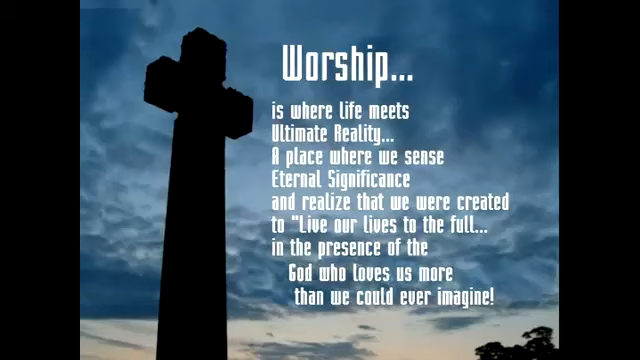 Worship...
is where life meets
Ultimate Reality...
A place where we sense
Eternal Significance
and realize that we were created
to "Live our lives to the full...
in the presence of the
God who loves us more
than we could ever imagine!